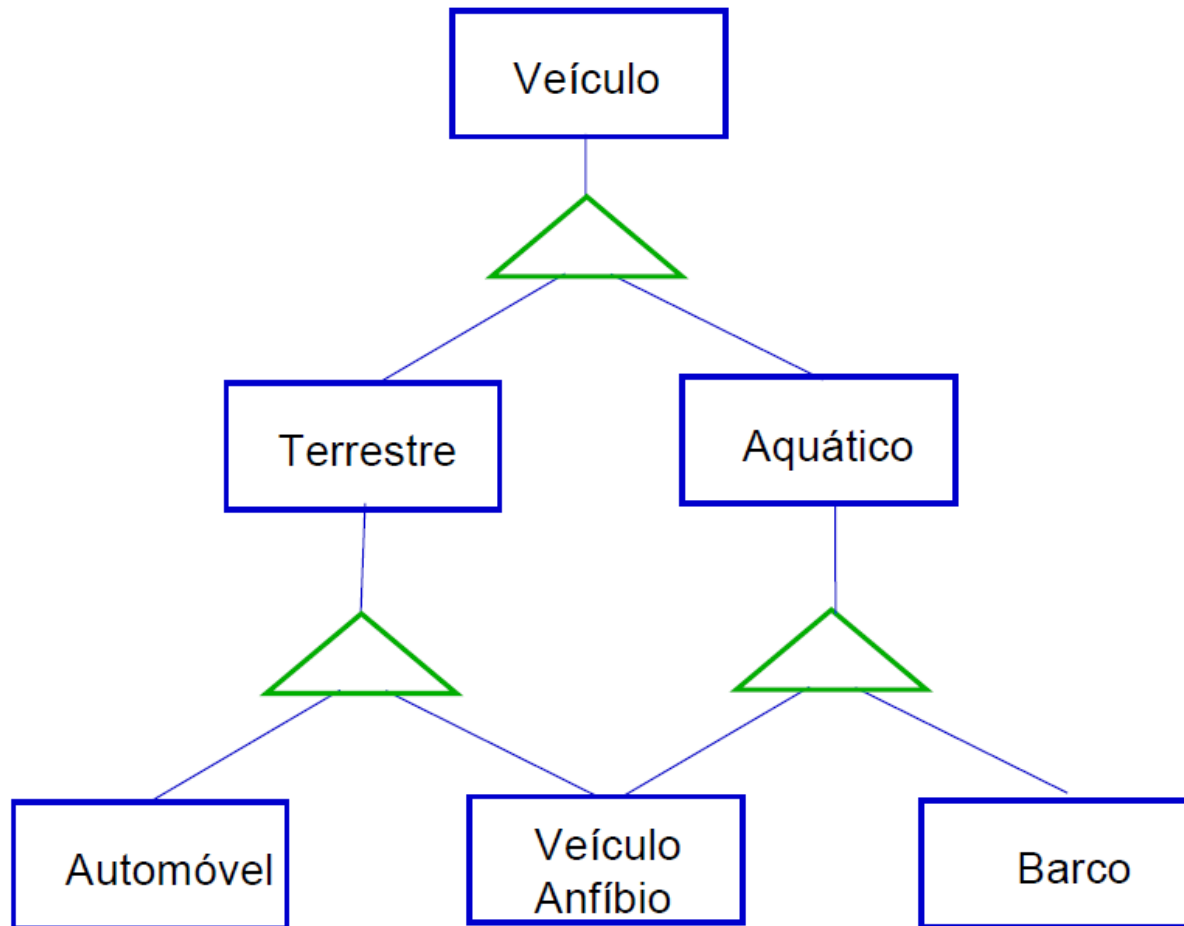 Veículo
Terrestre
Aquático
Automóvel
Veículo
Anfíbio
Barco